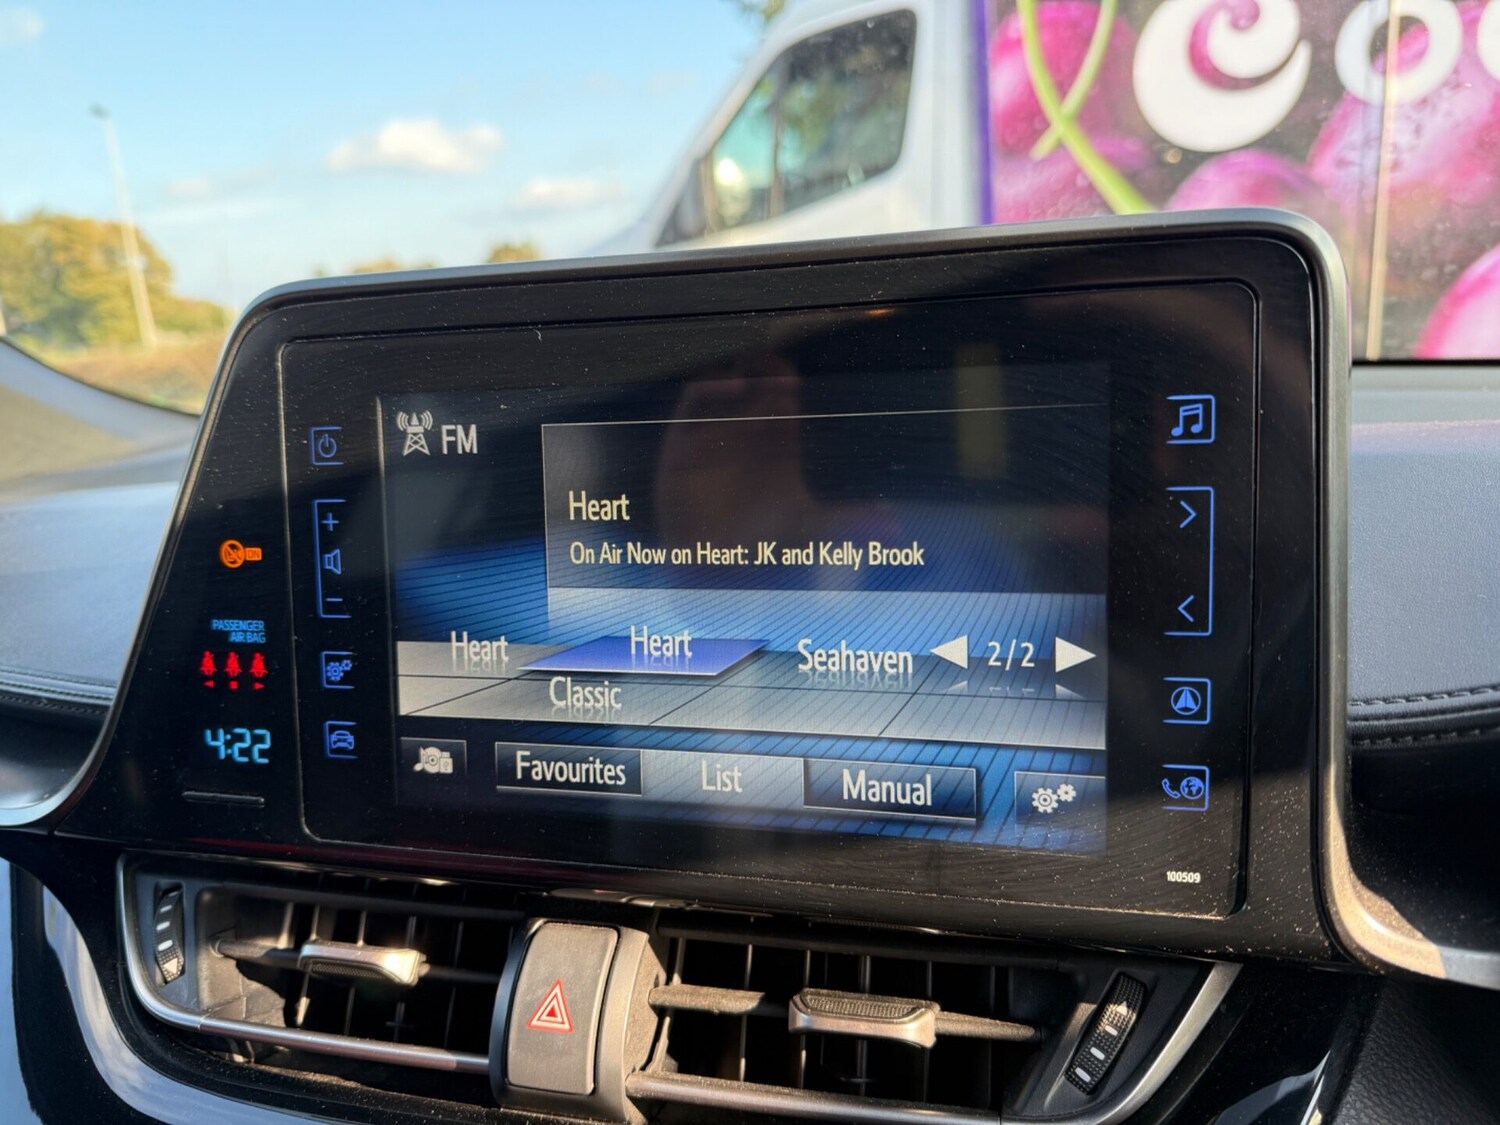 FM
Heart
On Air Now on Heart: JK and Kelly Brook
Heart
Heart
Seahaven
2/2
Classic
Favourites
List
Manual
ON
PASSENGER
AIR BAG
4:22
100509